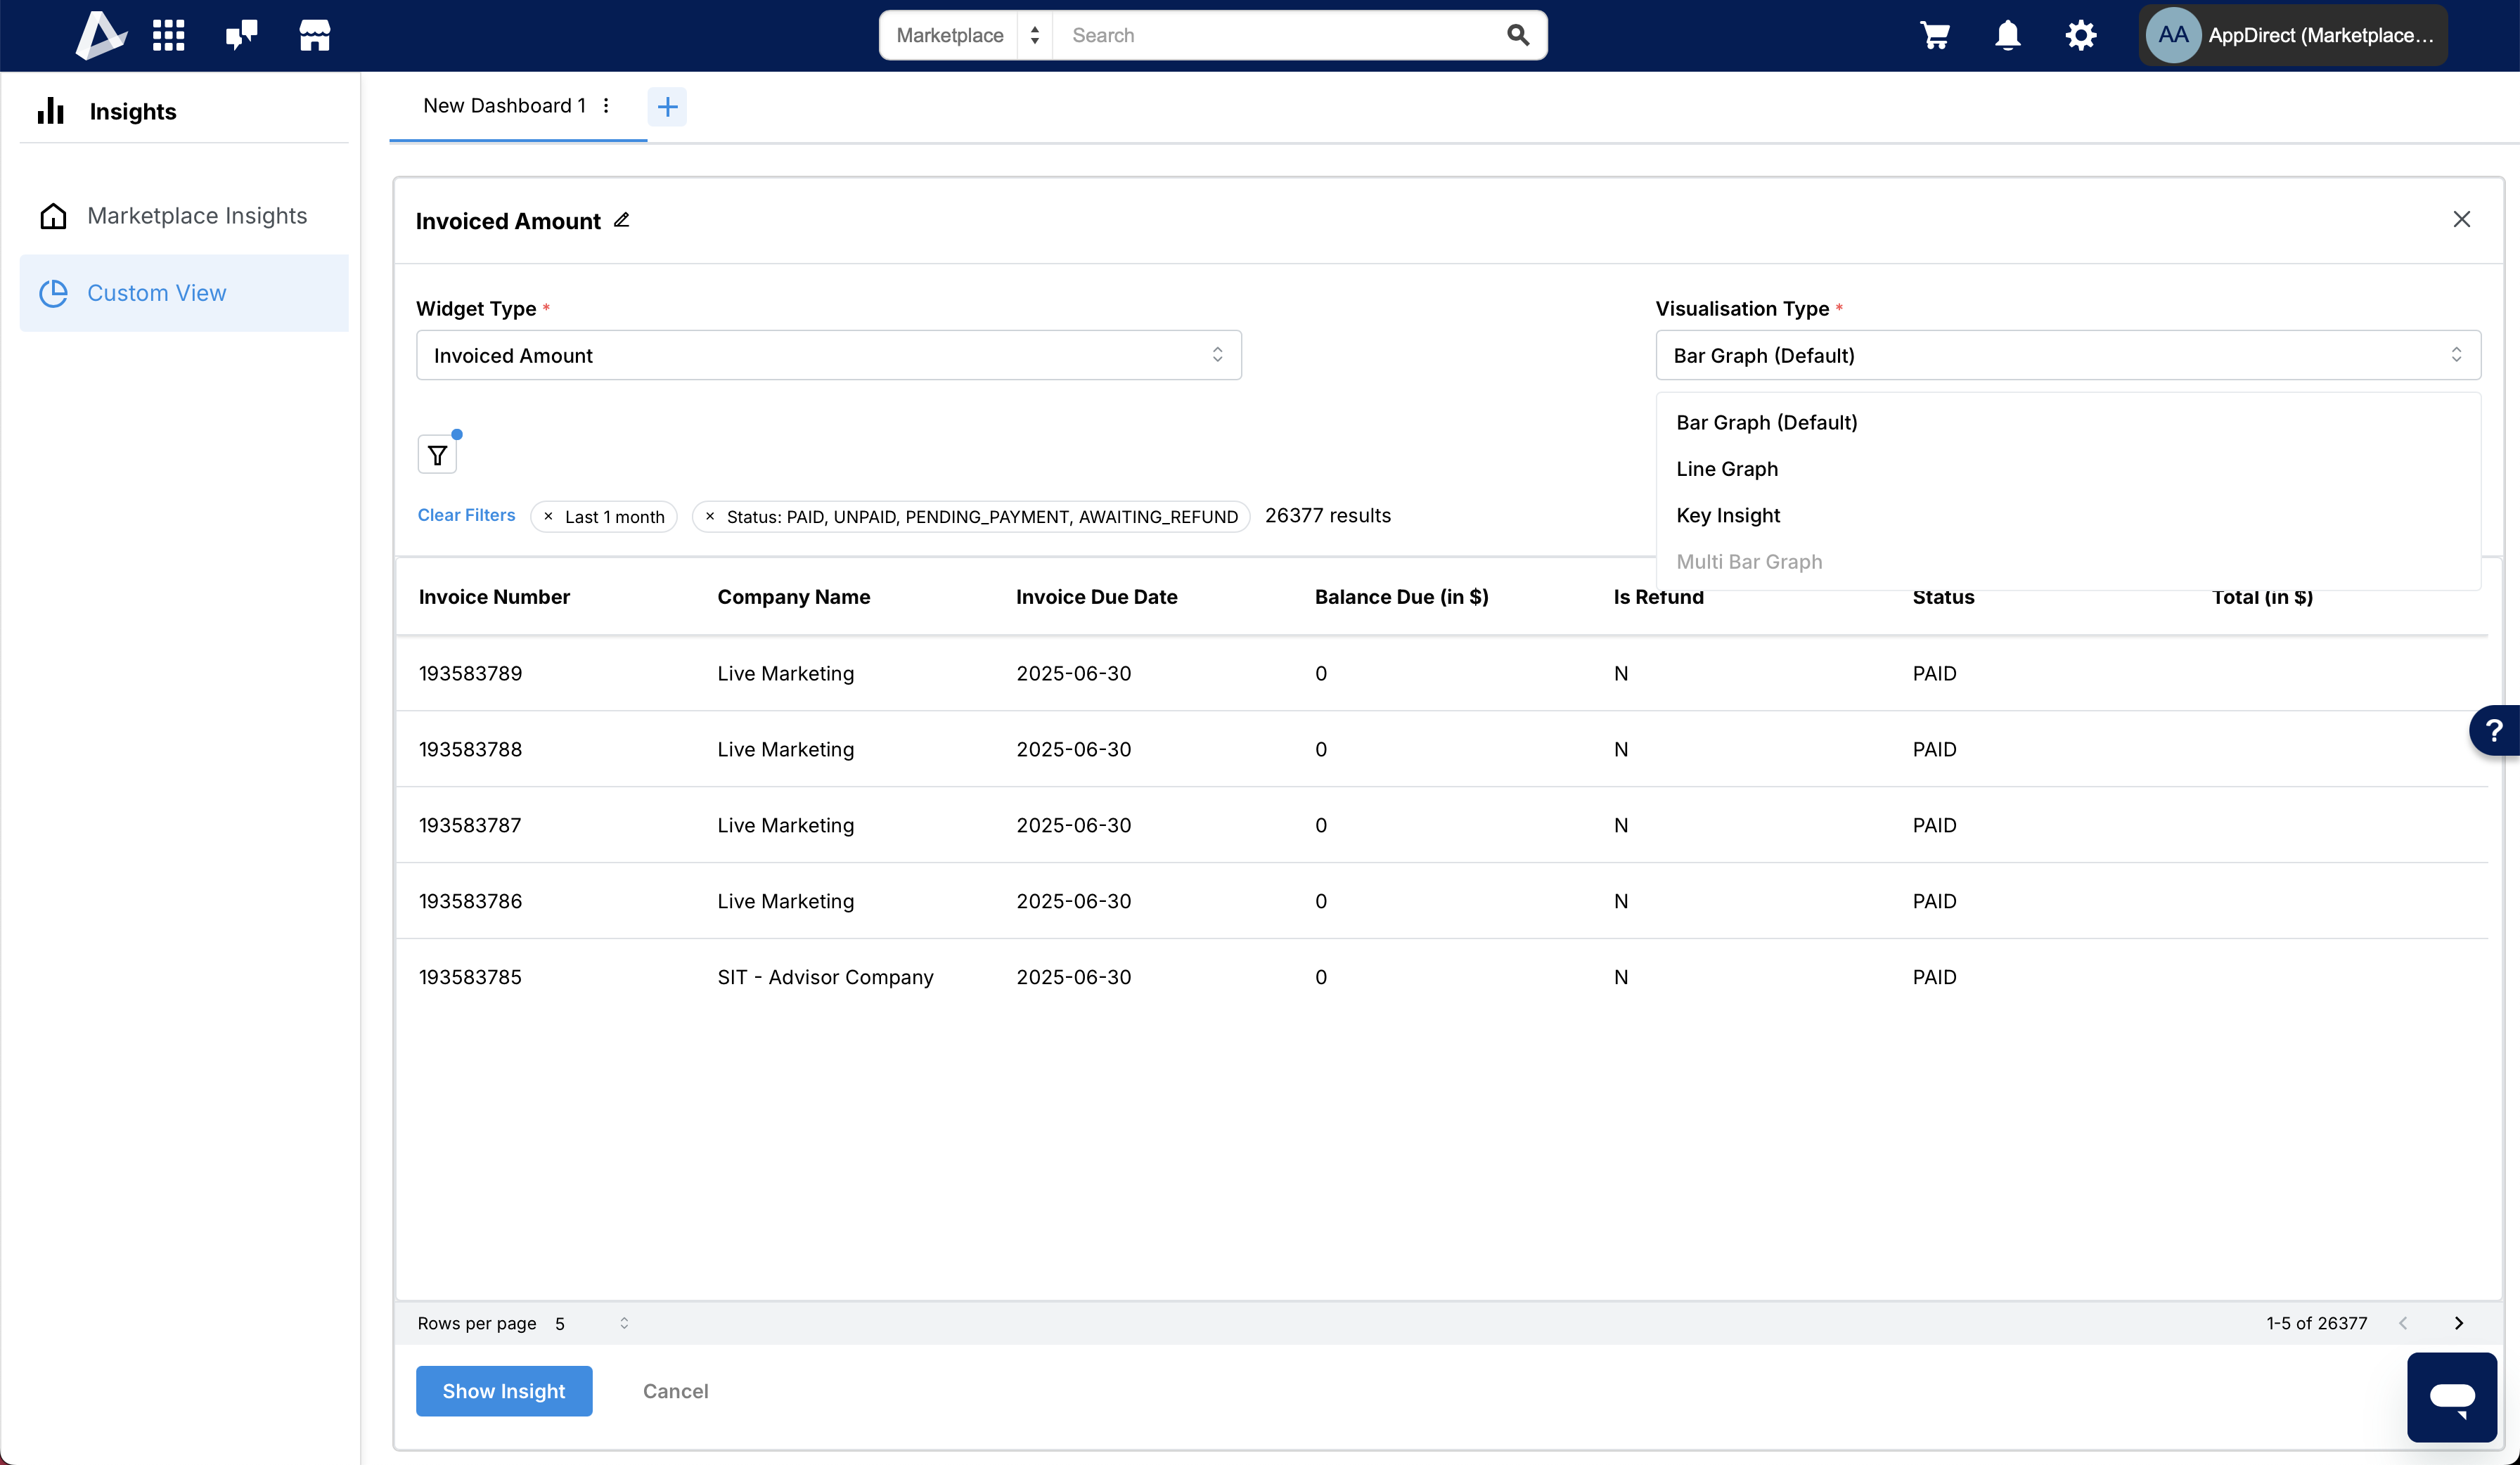 Marketplace
Search
AA
AppDirect (Marketplace...
Insights
Marketplace Insights
Custom View
New Dashboard 1
Invoiced Amount
Widget Type *
Visualisation Type *
Invoiced Amount
Bar Graph (Default)
Bar Graph (Default)
Line Graph
Key Insight
Multi Bar Graph
Clear Filters
× Last 1 month
× Status: PAID, UNPAID, PENDING_PAYMENT, AWAITING_REFUND
26377 results
Invoice Number Company Name Invoice Due Date Balance Due (in $) Is Refund Status Total (in $)
193583789 Live Marketing 2025-06-30 0 N PAID
193583788 Live Marketing 2025-06-30 0 N PAID
193583787 Live Marketing 2025-06-30 0 N PAID
193583786 Live Marketing 2025-06-30 0 N PAID
193583785 SIT - Advisor Company 2025-06-30 0 N PAID
?
Rows per page 5
1-5 of 26377
Show Insight
Cancel